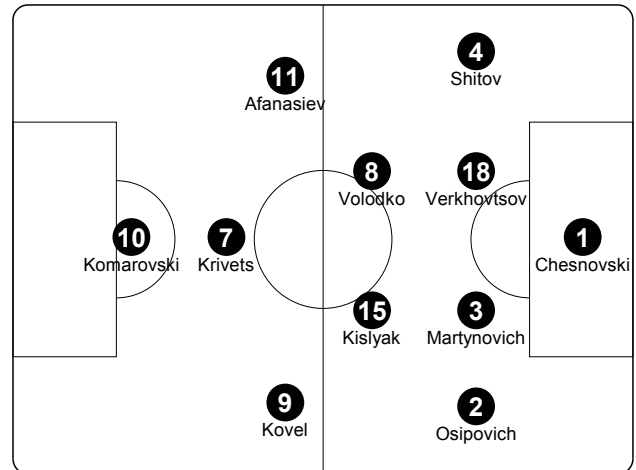 4
Shitov
11
Afanasiev
8
Volodko
18
Verkhovtsov
10
Komarovski
7
Krivets
1
Chesnovski
15
Kislyak
3
Martynovich
9
Kovel
2
Osipovich